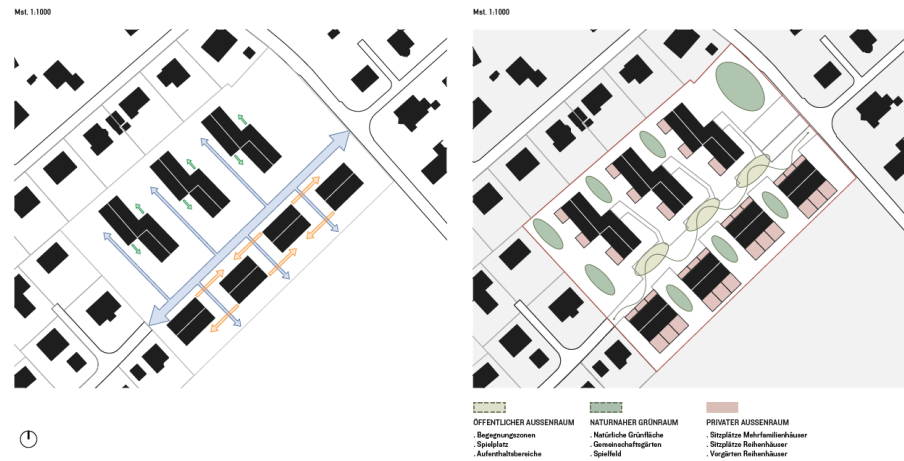 Mst. 1:1000
Mst. 1:1000
ÖFFENTLICHER AUSSENRAUM
. Begegnungszonen
. Spielplatz
. Aufenthaltsbereiche
NATURNAHER GRÜNRAUM
. Natürliche Grünfläche
. Gemeinschaftsgärten
. Spielfeld
PRIVATER AUSSENRAUM
. Sitzplätze Mehrfamilienhäuser
. Sitzplätze Reihenhäuser
. Vorgärten Reihenhäuser